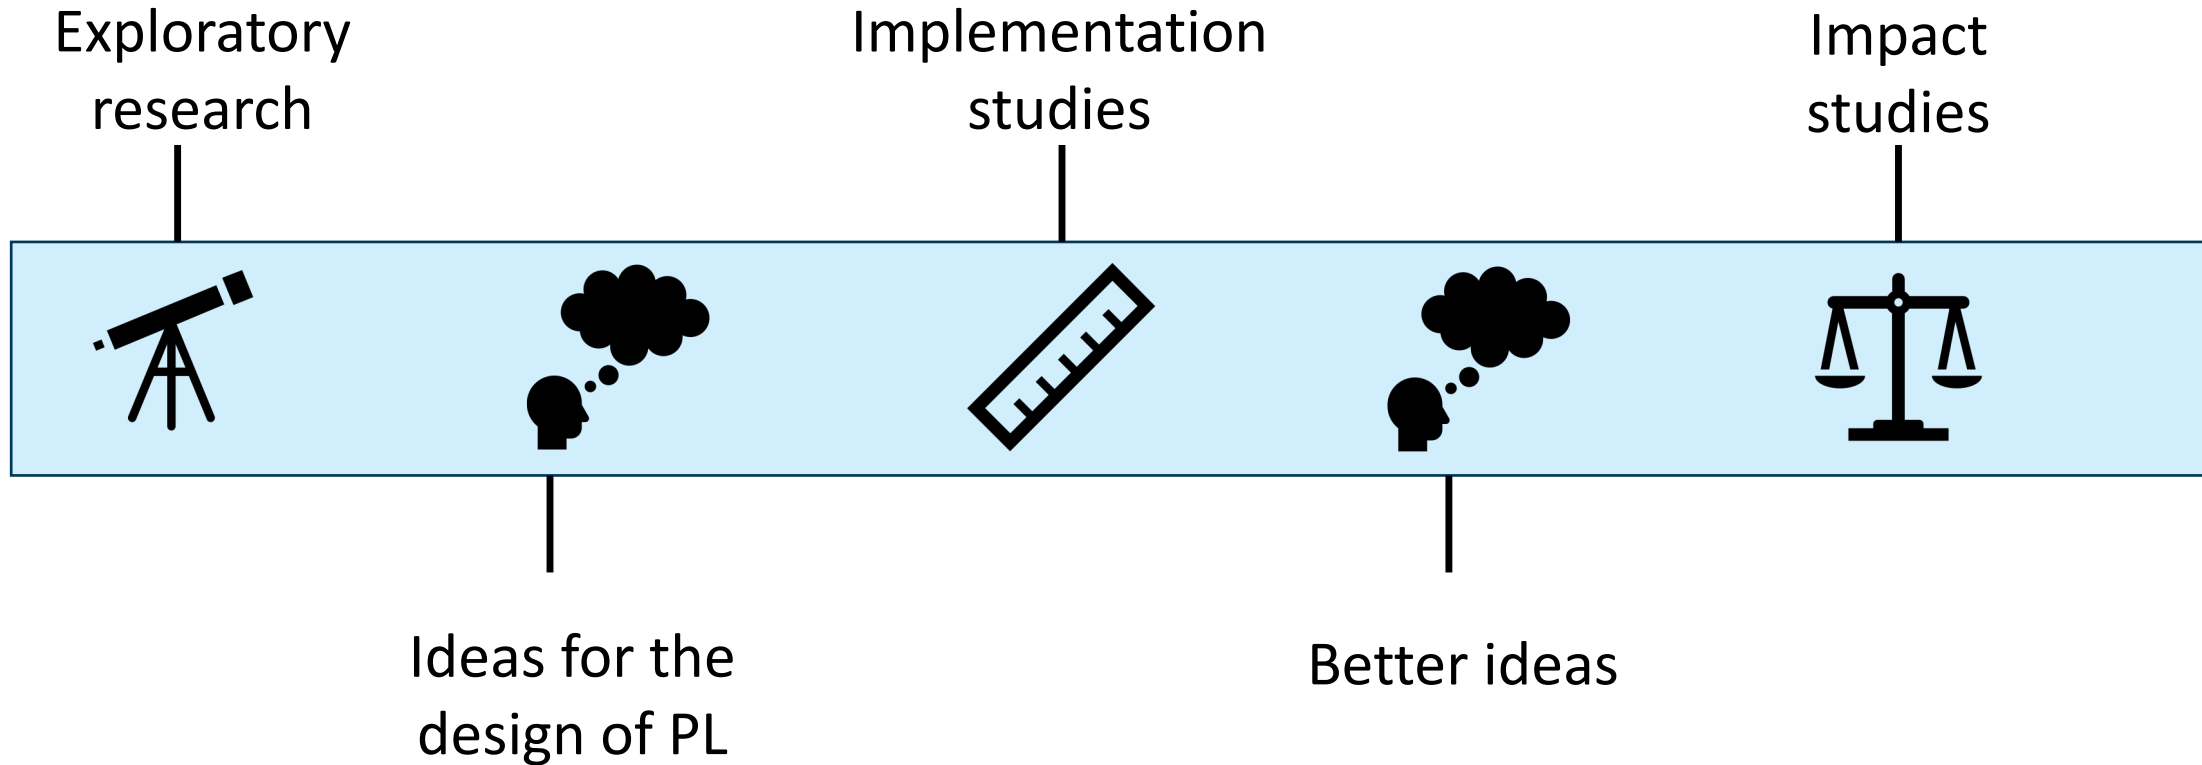 Exploratory
research
Implementation
studies
Impact
studies
Ideas for the
design of PL
Better ideas